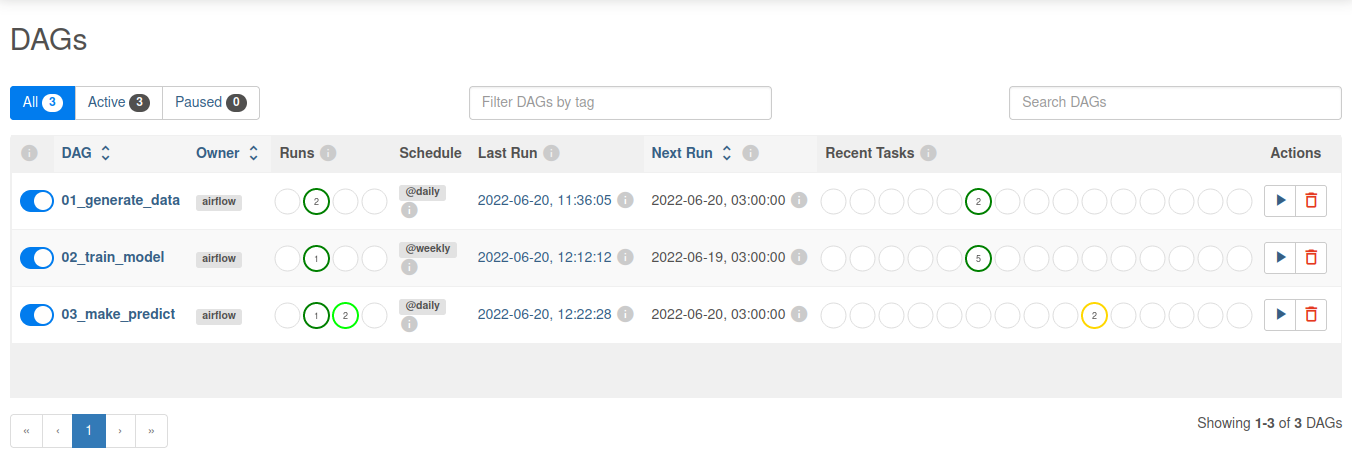 DAGs
All 3 Active 3 Paused 0 Filter DAGs by tag Search DAGs
DAG Owner Runs Schedule Last Run Next Run Recent Tasks Actions
01_generate_data airflow 2 @daily 2022-06-20, 11:36:05 2022-06-20, 03:00:00 2
02_train_model airflow 1 @weekly 2022-06-20, 12:12:12 2022-06-19, 03:00:00 5
03_make_predict airflow 1 2 @daily 2022-06-20, 12:22:28 2022-06-20, 03:00:00 2
« ‹ 1 › » Showing 1-3 of 3 DAGs